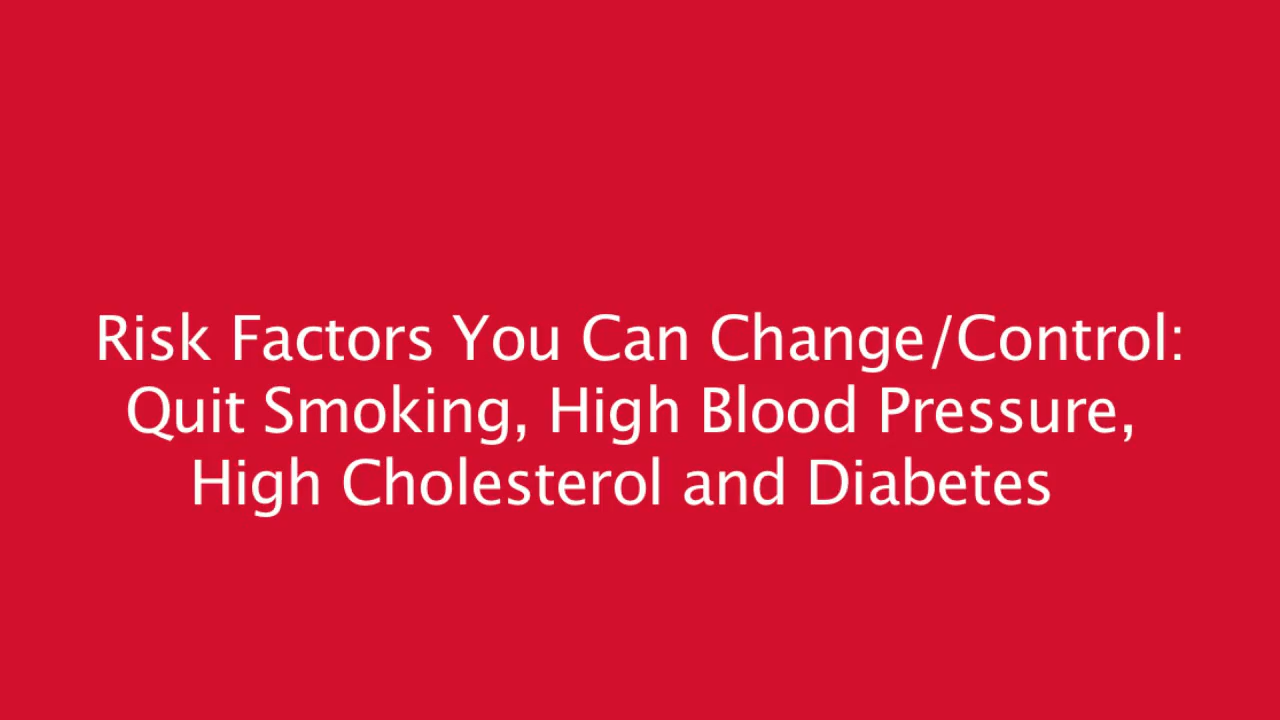 Risk Factors You Can Change/Control:
Quit Smoking, High Blood Pressure,
High Cholesterol and Diabetes